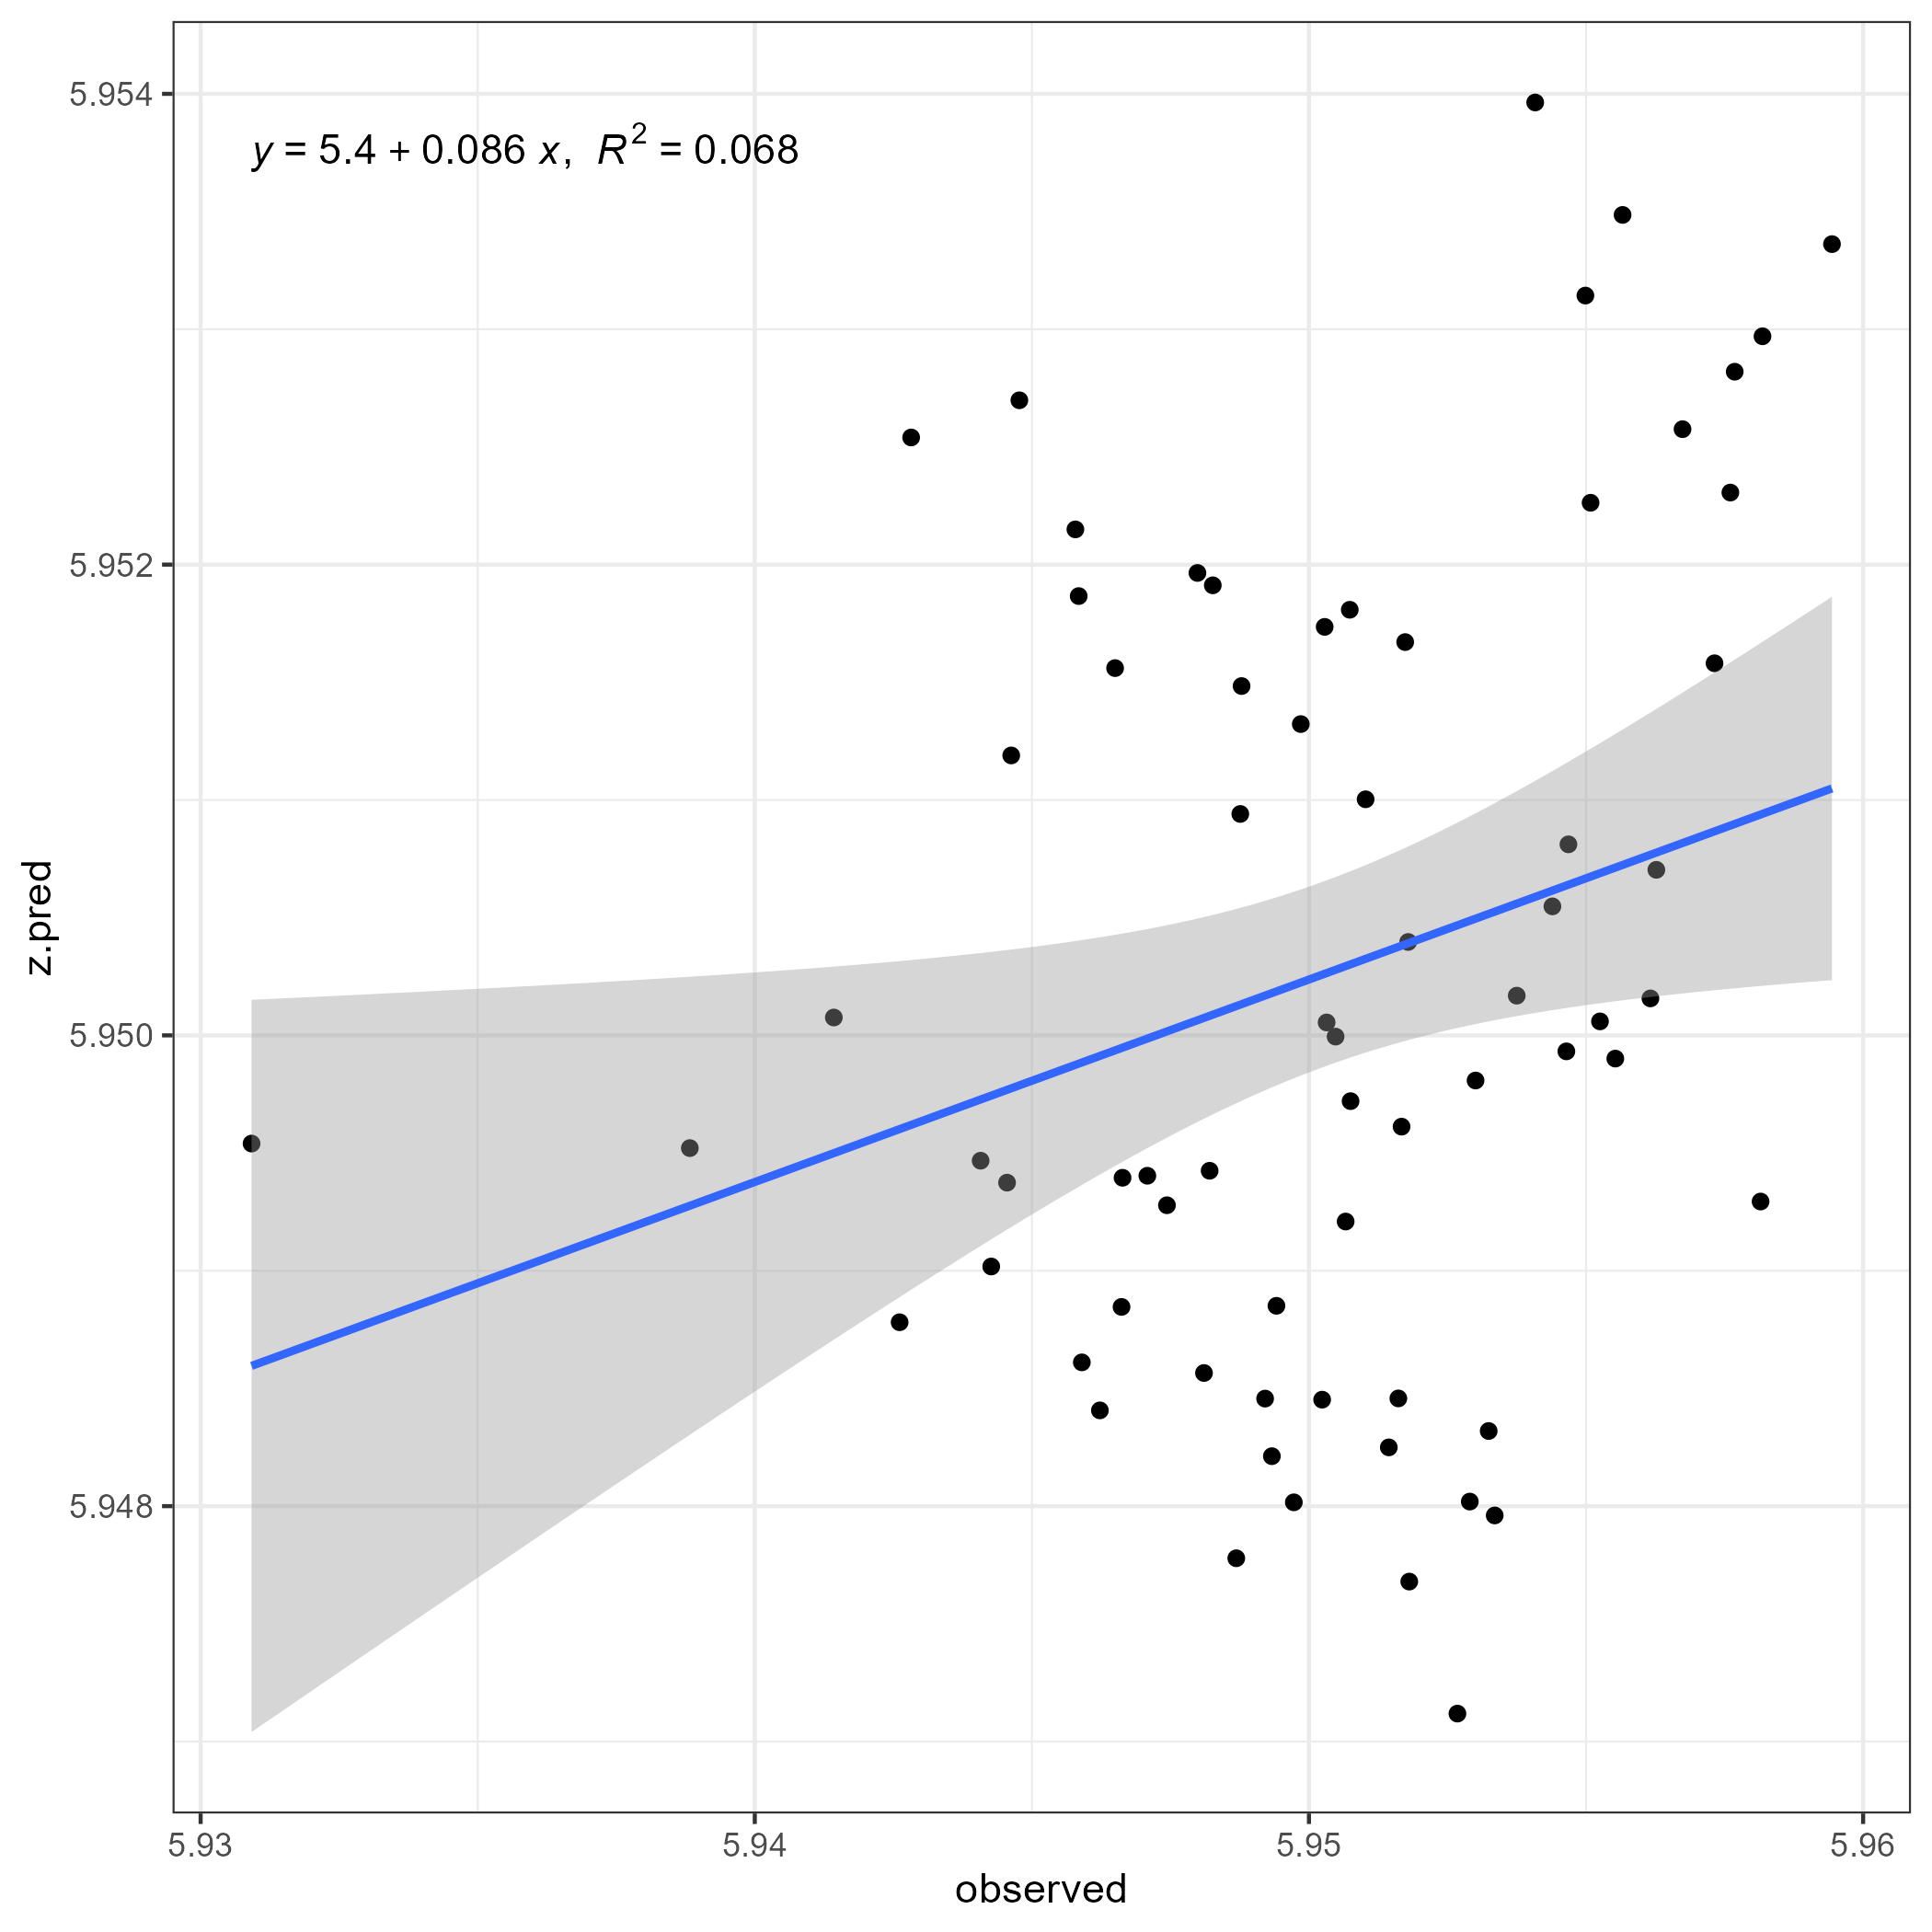 y = 5.4 + 0.086 x, R² = 0.068
5.954
5.952
5.950
5.948
z.pred
5.93 5.94 5.95 5.96
observed